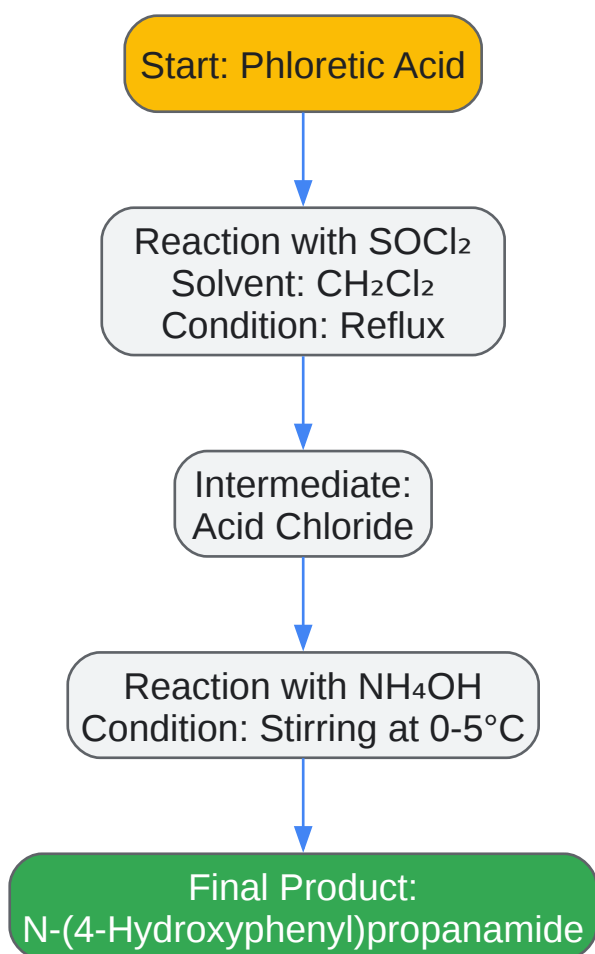 Start: Phloretic Acid
Reaction with SOCl₂
Solvent: CH₂Cl₂
Condition: Reflux
Intermediate:
Acid Chloride
Reaction with NH₄OH
Condition: Stirring at 0-5°C
Final Product:
N-(4-Hydroxyphenyl)propanamide